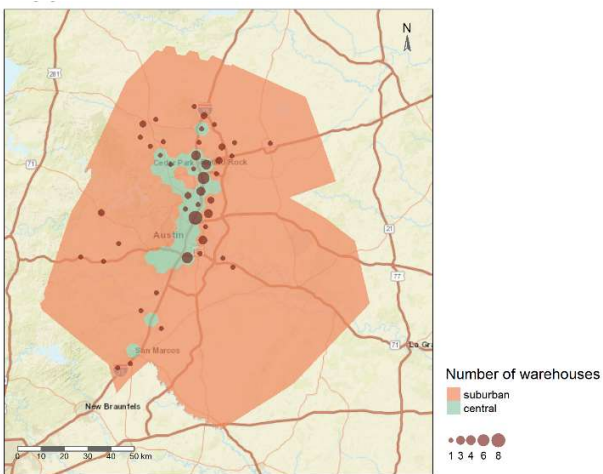 N
281
Cedar Park
Rock
71
Austin
21
77
71
La Gr
San Marcos
New Braunfels
0 10 20 30 40 50 km
Number of warehouses
suburban
central
1 3 4 6 8